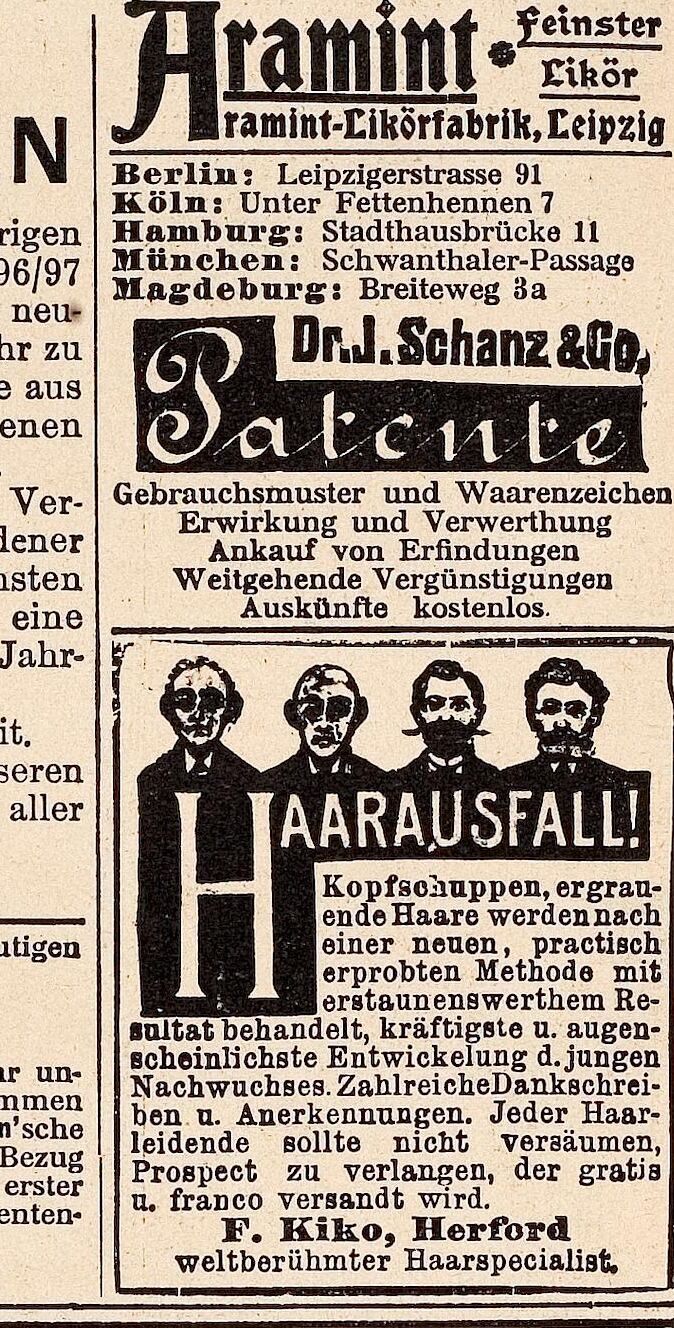 N
rigen
96/97
neu-
hr zu
e aus
enen
Ver-
dener
nsten
eine
Jahr-
it.
seren
aller
utigen
ar un-
mmen
n'sche
Bezug
erster
enten-
Aramint
Feinster
Likör
Aramint-Likörfabrik, Leipzig
Berlin: Leipzigerstrasse 91
Köln: Unter Fettenhennen 7
Hamburg: Stadthausbrücke 11
München: Schwanthaler-Passage
Magdeburg: Breiteweg 3a
Dr. J. Schanz & Co.
Patente
Gebrauchsmuster und Waarenzeichen
Erwirkung und Verwerthung
Ankauf von Erfindungen
Weitgehende Vergünstigungen
Auskünfte kostenlos.
HAARAUSFALL!
Kopfschuppen, ergrau-
ende Haare werden nach
einer neuen, practisch
erprobten Methode mit
erstaunenswerthem Re-
sultat behandelt, kräftigste u. augen-
scheinlichste Entwickelung d. jungen
Nachwuchses. Zahlreiche Dankschrei-
ben u. Anerkennungen. Jeder Haar-
leidende sollte nicht versäumen,
Prospect zu verlangen, der gratis
u. franco versandt wird.
F. Kiko, Herford
weltberühmter Haarspecialist.